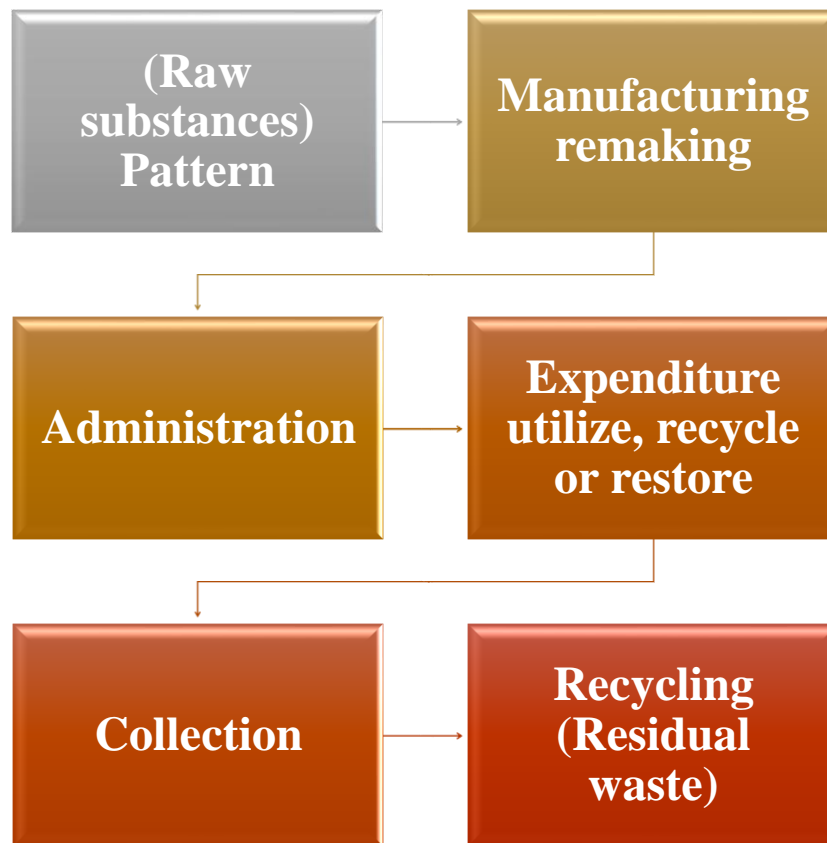 (Raw
substances)
Pattern
Manufacturing
remaking
Administration
Expenditure
utilize, recycle
or restore
Collection
Recycling
(Residual
waste)